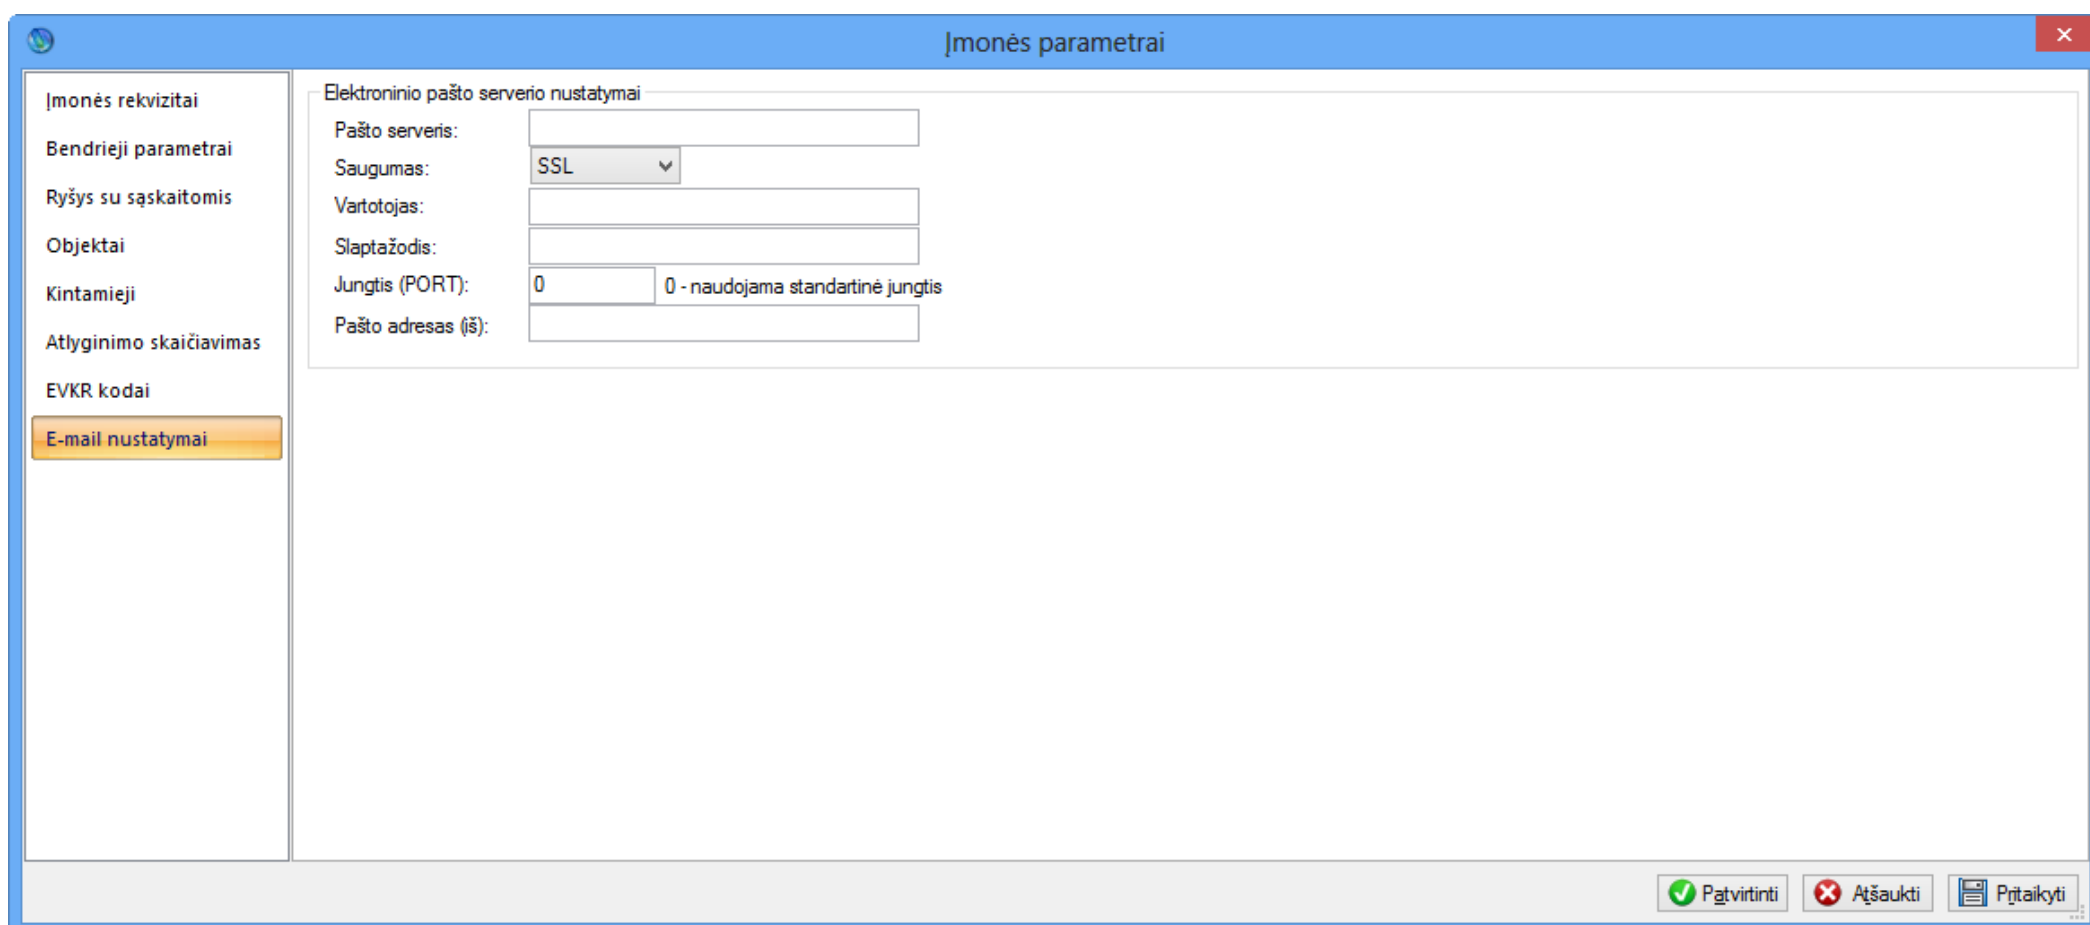 Įmonės parametrai
Įmonės rekvizitai
Bendrieji parametrai
Ryšys su sąskaitomis
Objektai
Kintamieji
Atlyginimo skaičiavimas
EVKR kodai
E-mail nustatymai
Elektroninio pašto serverio nustatymai
Pašto serveris:
Saugumas: SSL
Vartotojas:
Slaptažodis:
Jungtis (PORT): 0 0 - naudojama standartinė jungtis
Pašto adresas (iš):
Patvirtinti Atšaukti Pritaikyti